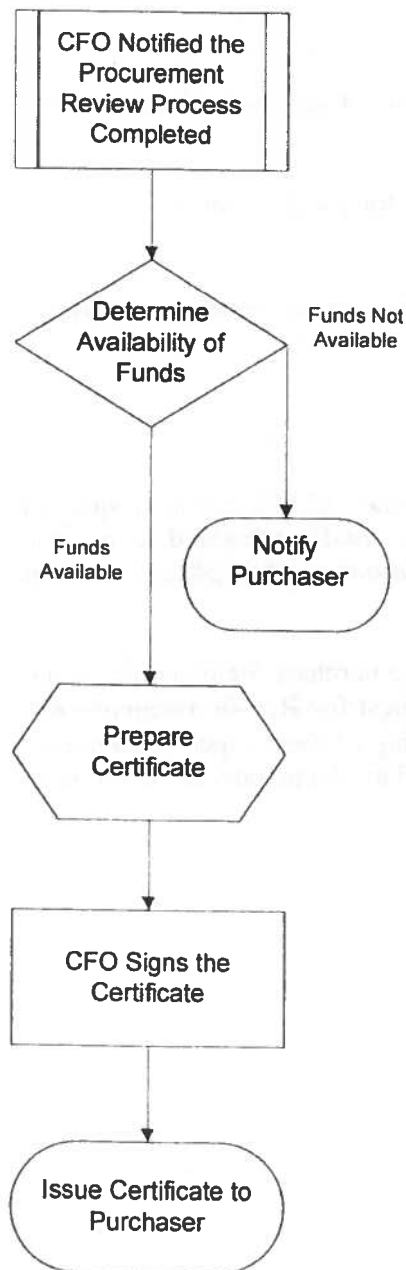 CFO Notified the
Procurement
Review Process
Completed
Determine
Availability of
Funds
Funds Not
Available
Funds
Available
Notify
Purchaser
Prepare
Certificate
CFO Signs the
Certificate
Issue Certificate to
Purchaser